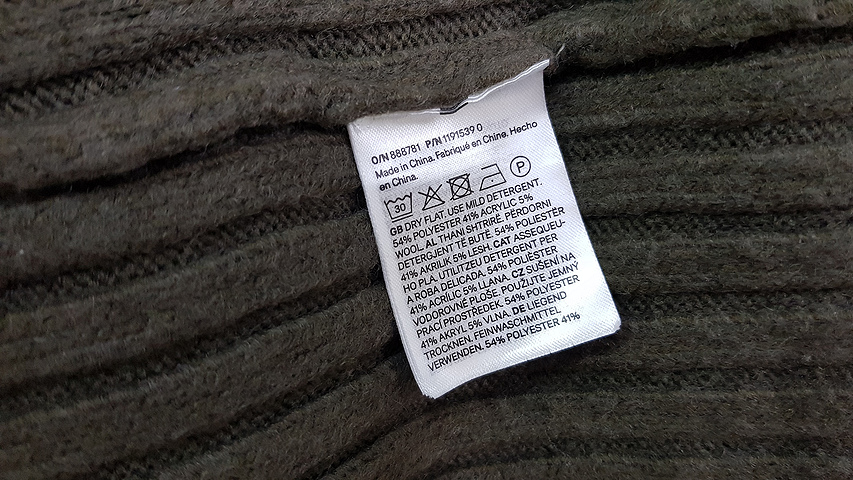 O/N 888781 P/N 1191539 0
Made in China. Fabriqué en Chine. Hecho
en China.
30 P
GB DRY FLAT. USE MILD DETERGENT.
54% POLYESTER 41% ACRYLIC 5%
WOOL. AL THANI SHTRIRË. PËRDORNI
DETERGJENT TË BUTË. 54% POLIESTËR
41% AKRILIK 5% LESH. CAT ASSEQUEU-
HO PLA. UTILITZEU DETERGENT PER
A ROBA DELICADA. 54% POLIÈSTER
41% ACRÍLIC 5% LLANA. CZ SUŠENÍ NA
VODOROVNÉ PLOŠE. POUŽIJTE JEMNÝ
PRACÍ PROSTŘEDEK. 54% POLYESTER
41% AKRYL 5% VLNA. DE LIEGEND
TROCKNEN. FEINWASCHMITTEL
VERWENDEN. 54% POLYESTER 41%